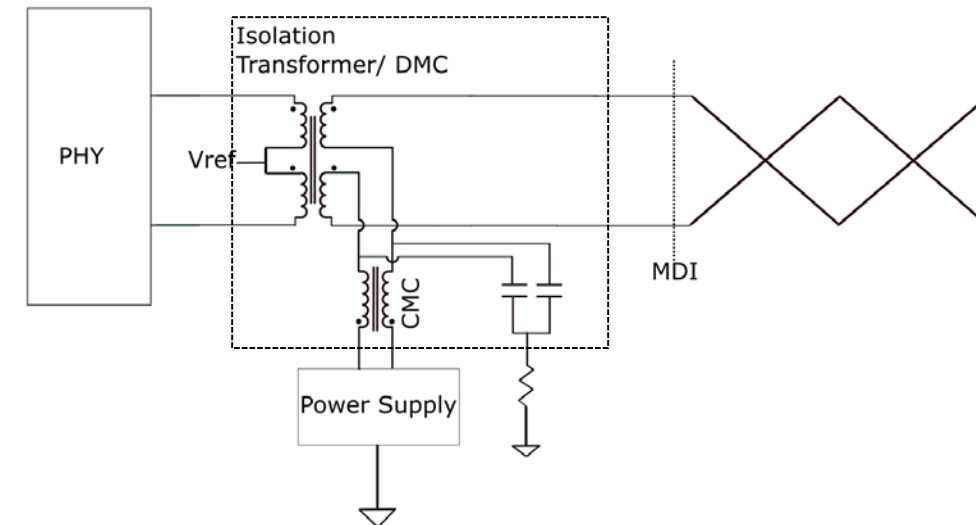 Isolation
Transformer/ DMC
PHY
Vref
MDI
CMC
Power Supply